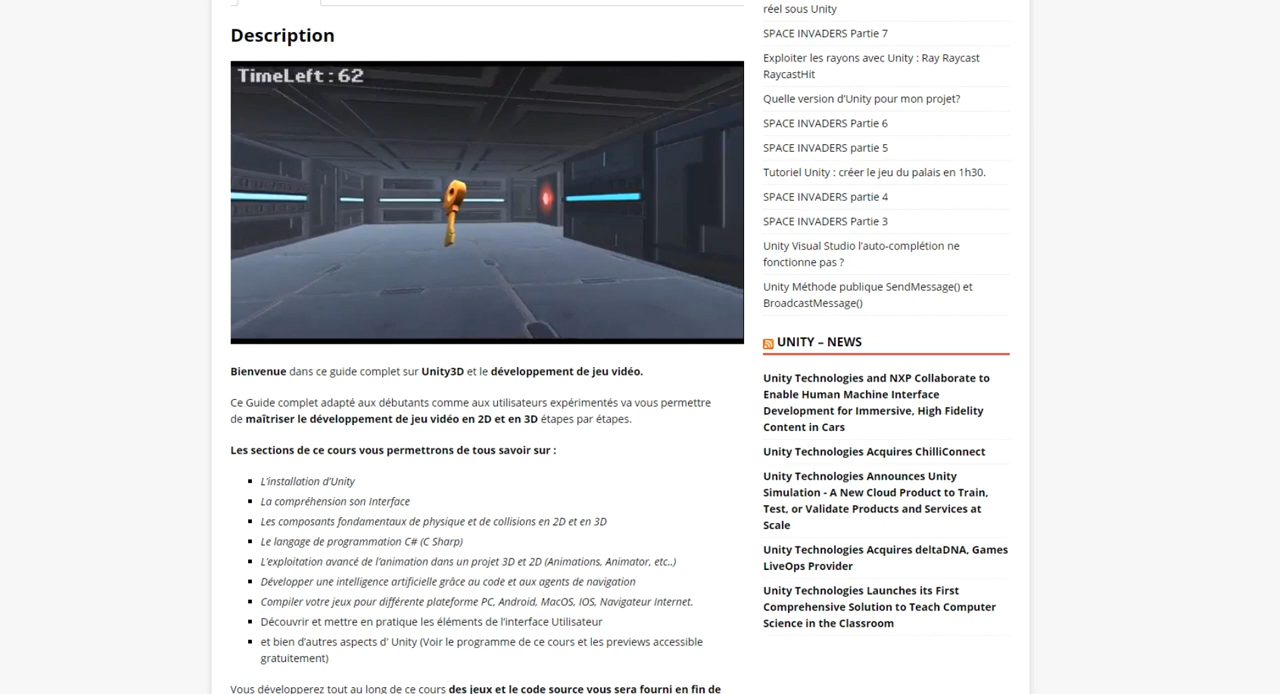 Description
TimeLeft : 62
Bienvenue dans ce guide complet sur Unity3D et le développement de jeu vidéo.
Ce Guide complet adapté aux débutants comme aux utilisateurs expérimentés va vous permettre
de maîtriser le développement de jeu vidéo en 2D et en 3D étapes par étapes.
Les sections de ce cours vous permettrons de tous savoir sur :
L'installation d'Unity
La compréhension son Interface
Les composants fondamentaux de physique et de collisions en 2D et en 3D
Le langage de programmation C# (C Sharp)
L'exploitation avancé de l'animation dans un projet 3D et 2D (Animations, Animator, etc..)
Développer une intelligence artificielle grâce au code et aux agents de navigation
Compiler votre jeux pour différente plateforme PC, Android, MacOS, IOS, Navigateur Internet.
Découvrir et mettre en pratique les éléments de l'interface Utilisateur
et bien d'autres aspects d' Unity (Voir le programme de ce cours et les previews accessible
gratuitement)
Vous développerez tout au long de ce cours des jeux et le code source vous sera fourni en fin de
réel sous Unity
SPACE INVADERS Partie 7
Exploiter les rayons avec Unity : Ray Raycast
RaycastHit
Quelle version d'Unity pour mon projet?
SPACE INVADERS Partie 6
SPACE INVADERS partie 5
Tutoriel Unity : créer le jeu du palais en 1h30.
SPACE INVADERS partie 4
SPACE INVADERS Partie 3
Unity Visual Studio l'auto-complétion ne
fonctionne pas ?
Unity Méthode publique SendMessage() et
BroadcastMessage()
UNITY – NEWS
Unity Technologies and NXP Collaborate to
Enable Human Machine Interface
Development for Immersive, High Fidelity
Content in Cars
Unity Technologies Acquires ChilliConnect
Unity Technologies Announces Unity
Simulation - A New Cloud Product to Train,
Test, or Validate Products and Services at
Scale
Unity Technologies Acquires deltaDNA, Games
LiveOps Provider
Unity Technologies Launches its First
Comprehensive Solution to Teach Computer
Science in the Classroom